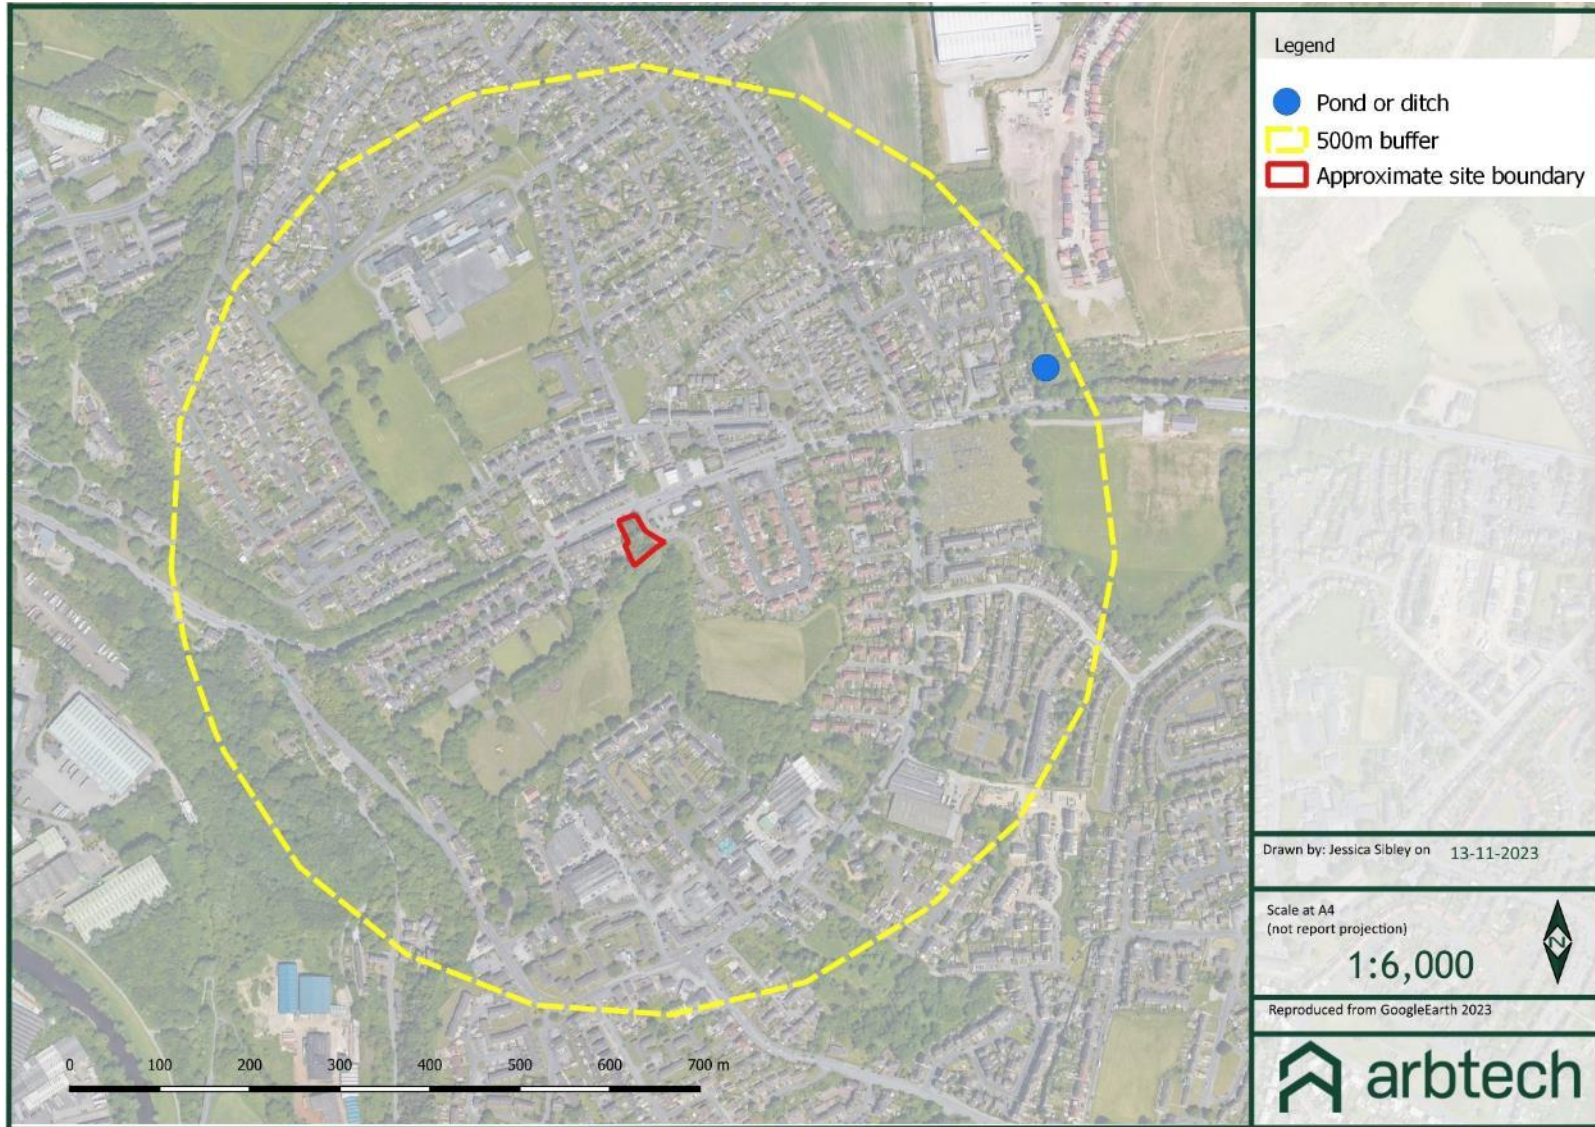 Legend
Pond or ditch
500m buffer
Approximate site boundary
Drawn by: Jessica Sibley on 13-11-2023
Scale at A4
(not report projection)
1:6,000
N
Reproduced from GoogleEarth 2023
0 100 200 300 400 500 600 700 m
arbtech